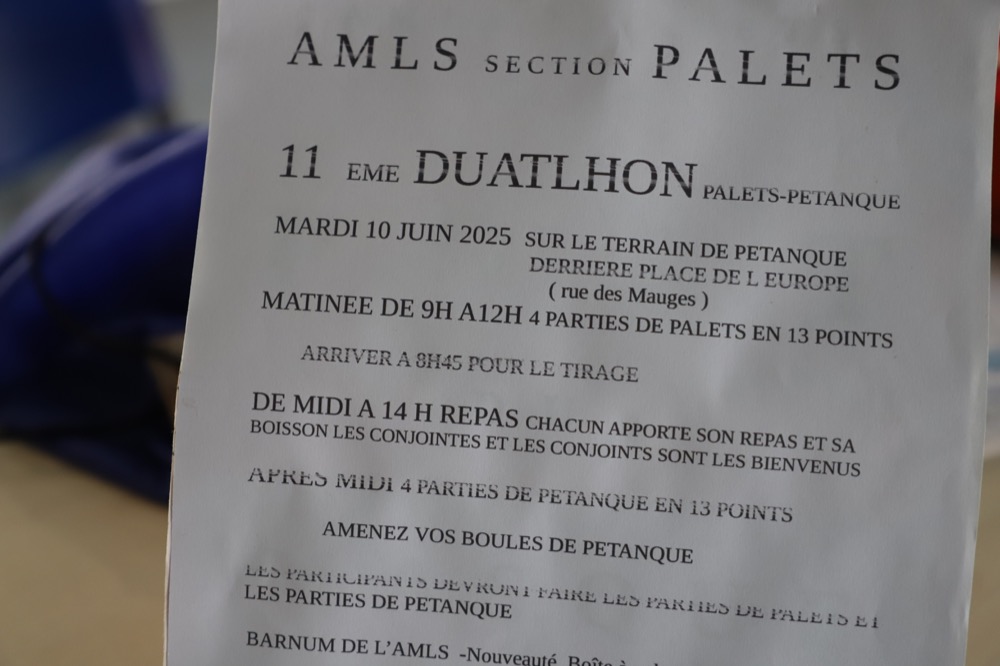 AMLS SECTION PALETS
11 EME DUATLHON PALETS-PETANQUE
MARDI 10 JUIN 2025 SUR LE TERRAIN DE PETANQUE
DERRIERE PLACE DE L EUROPE
( rue des Mauges )
MATINEE DE 9H A12H 4 PARTIES DE PALETS EN 13 POINTS
ARRIVER A 8H45 POUR LE TIRAGE
DE MIDI A 14 H REPAS CHACUN APPORTE SON REPAS ET SA
BOISSON LES CONJOINTES ET LES CONJOINTS SONT LES BIENVENUS
APRES MIDI 4 PARTIES DE PETANQUE EN 13 POINTS
AMENEZ VOS BOULES DE PETANQUE
LES PARTICIPANTS DEVRONT FAIRE LES PARTIES DE PALETS ET
LES PARTIES DE PETANQUE
BARNUM DE L’AMLS -Nouveauté Boîte à